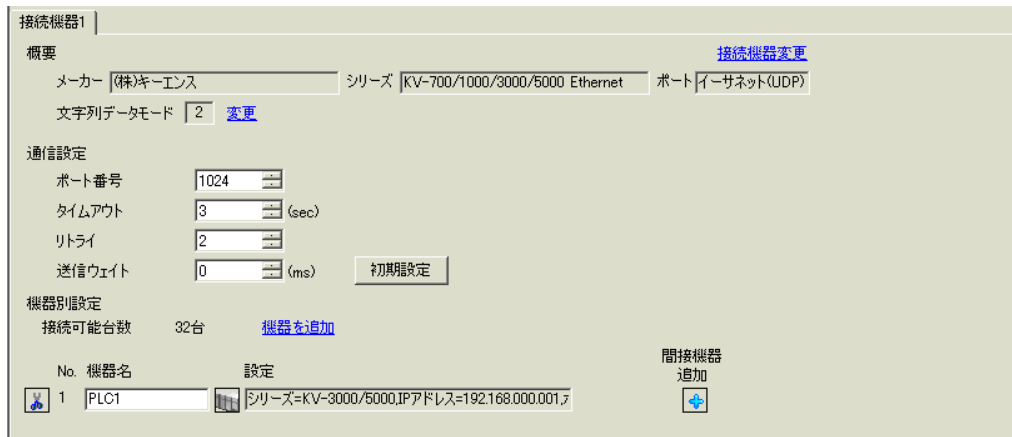 接続機器1
概要 接続機器変更
メーカー (株)キーエンス シリーズ KV-700/1000/3000/5000 Ethernet ポート イーサネット(UDP)
文字列データモード 2 変更
通信設定
ポート番号 1024
タイムアウト 3 (sec)
リトライ 2
送信ウェイト 0 (ms) 初期設定
機器別設定
接続可能台数 32台 機器を追加
間接機器
No. 機器名 設定 追加
1 PLC1 シリーズ=KV-3000/5000,IPアドレス=192.168.000.001,